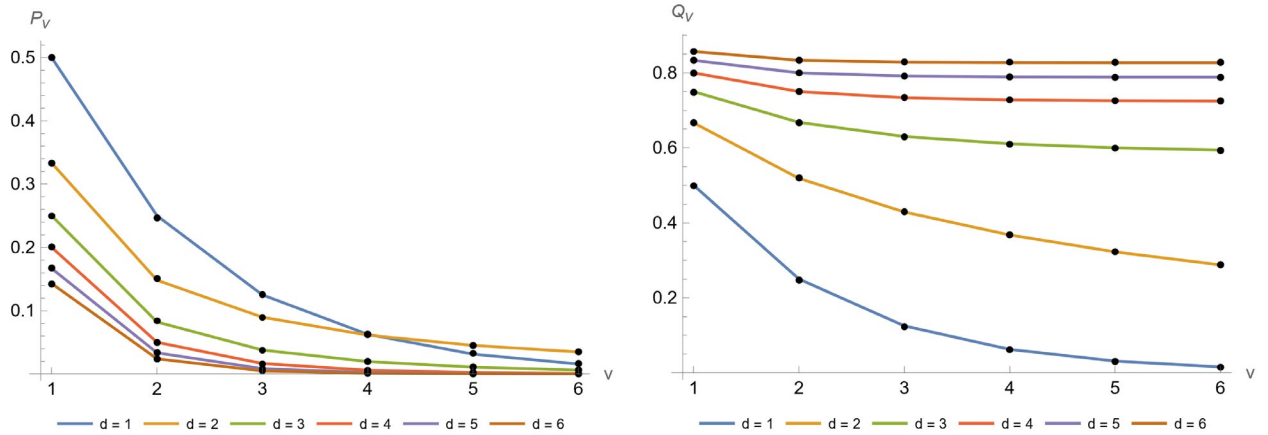 P_v
0.5
0.4
0.3
0.2
0.1
1 2 3 4 5 6 v
d = 1 d = 2 d = 3 d = 4 d = 5 d = 6
Q_v
0.8
0.6
0.4
0.2
1 2 3 4 5 6 v
d = 1 d = 2 d = 3 d = 4 d = 5 d = 6